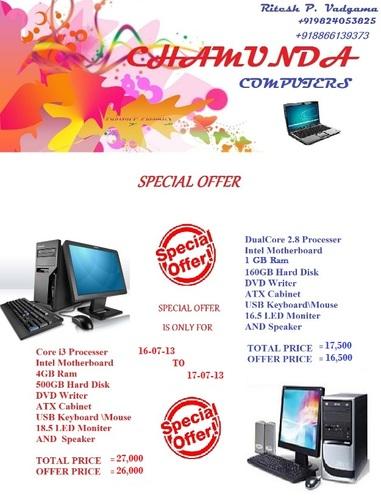 Ritesh P. Vadgama
+919824053825
+918866139373
CHAMUNDA
COMPUTERS
SPECIAL OFFER
Special Offer!
DualCore 2.8 Processer
Intel Motherboard
1 GB Ram
160GB Hard Disk
DVD Writer
ATX Cabinet
USB Keyboard\Mouse
16.5 LED Moniter
AND Speaker
TOTAL PRICE = 17,500
OFFER PRICE = 16,500
SPECIAL OFFER
IS ONLY FOR
16-07-13
TO
17-07-13
Core i3 Processer
Intel Motherboard
4GB Ram
500GB Hard Disk
DVD Writer
ATX Cabinet
USB Keyboard \Mouse
18.5 LED Moniter
AND Speaker
TOTAL PRICE = 27,000
OFFER PRICE = 26,000
Special Offer!